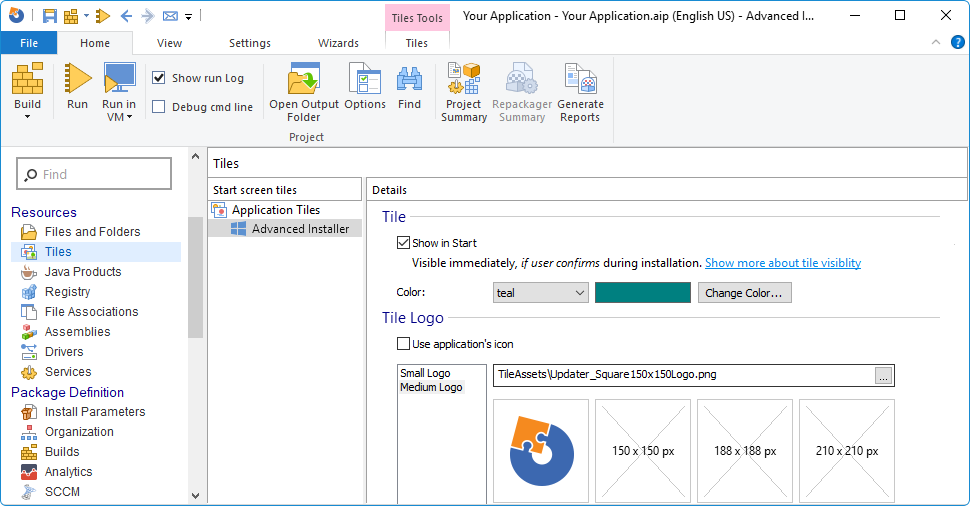 Tiles Tools
Your Application - Your Application.aip (English US) - Advanced I...
File
Home
View
Settings
Wizards
Tiles
Build
Run
Run in
VM
Show run Log
Debug cmd line
Open Output
Folder
Options
Find
Project
Summary
Repackager
Summary
Generate
Reports
Project
Find
Resources
Files and Folders
Tiles
Java Products
Registry
File Associations
Assemblies
Drivers
Services
Package Definition
Install Parameters
Organization
Builds
Analytics
SCCM
Tiles
Start screen tiles
Application Tiles
Advanced Installer
Details
Tile
Show in Start
Visible immediately, if user confirms during installation. Show more about tile visiblity
Color: teal Change Color...
Tile Logo
Use application's icon
Small Logo
Medium Logo
TileAssets\Updater_Square150x150Logo.png ...
150 x 150 px
188 x 188 px
210 x 210 px